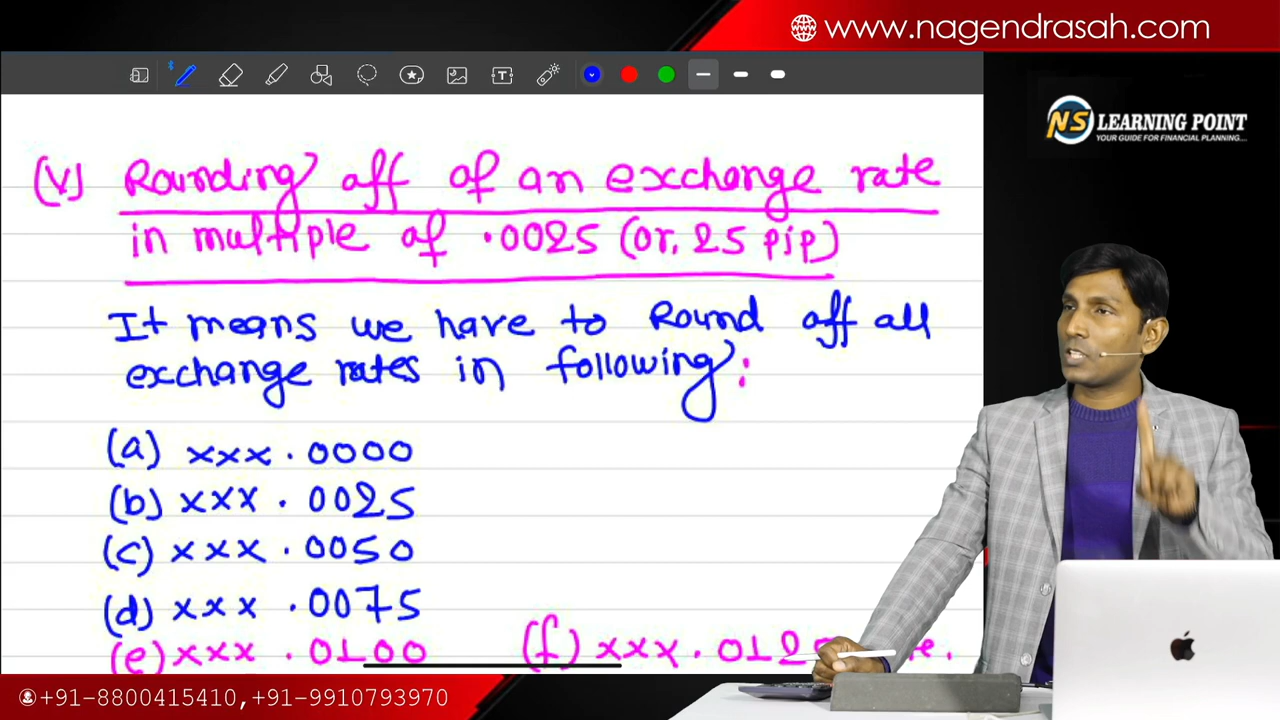 www.nagendrasah.com
NS LEARNING POINT
YOUR GUIDE FOR FINANCIAL PLANNING....
(v) Rounding off of an exchange rate
in multiple of .0025 (or. 25 pip)
It means we have to Round off all
exchange rates in following:
(a) xxx.0000
(b) xxx.0025
(c) xxx.0050
(d) xxx.0075
(e) xxx.0100 (f) xxx.012
+91-8800415410,+91-9910793970